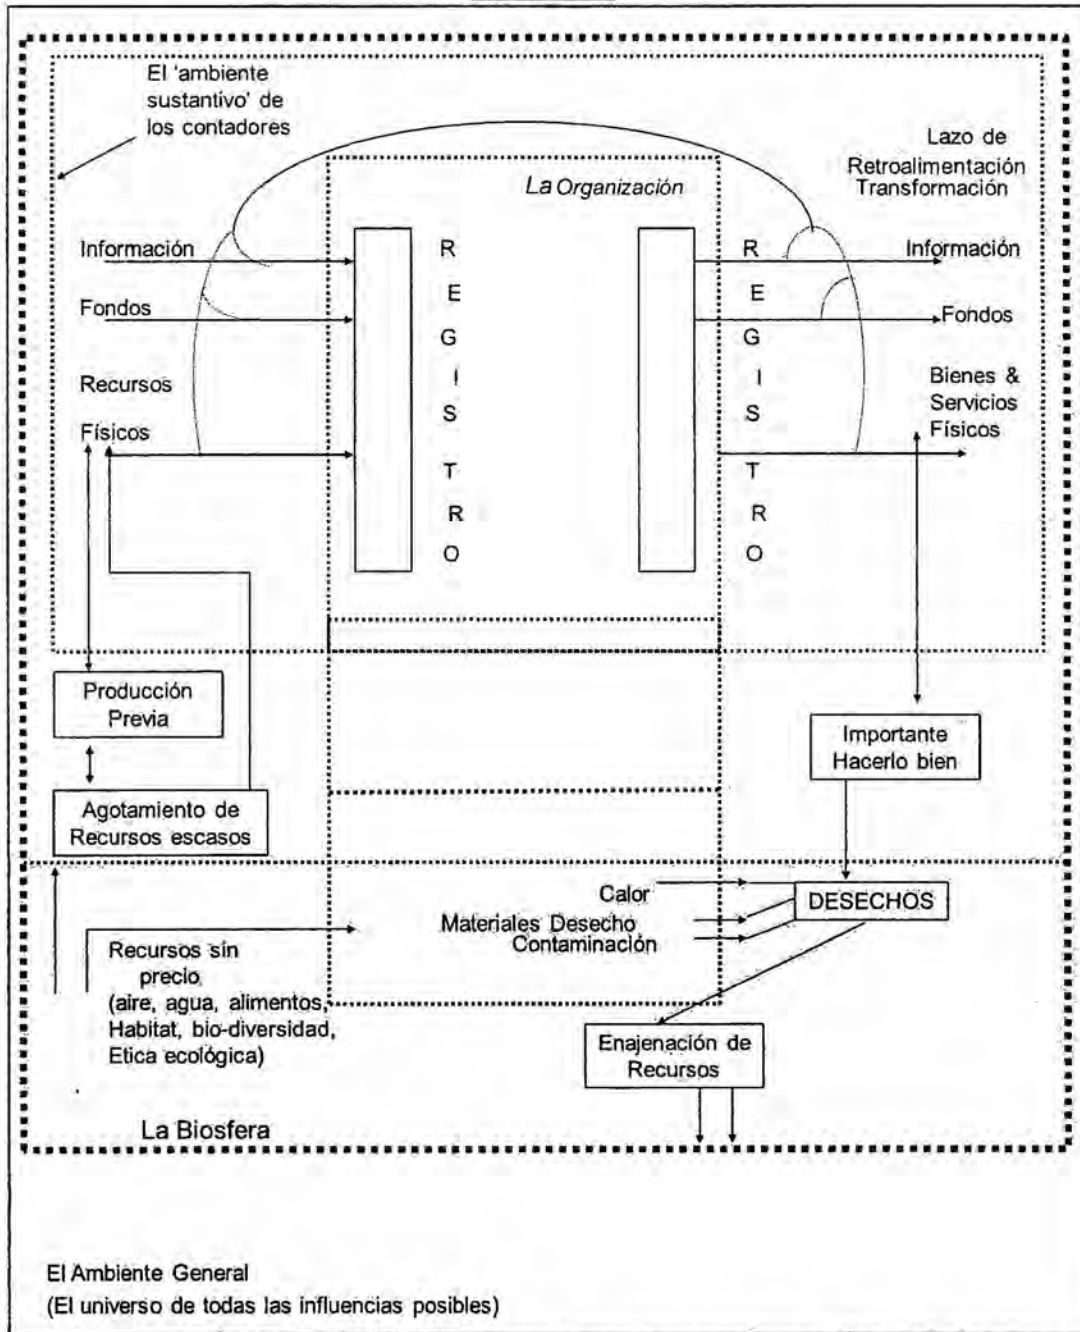 El 'ambiente
sustantivo' de
los contadores
Lazo de
Retroalimentación
Transformación
La Organización
Información
Fondos
Recursos
Físicos
R
E
G
Í
S
T
R
O
R
E
G
I
S
T
R
O
Información
Fondos
Bienes &
Servicios
Físicos
Producción
Previa
Importante
Hacerlo bien
Agotamiento de
Recursos escasos
Calor
Materiales Desecho
Contaminación
DESECHOS
Recursos sin
precio
(aire, agua, alimentos,
Habitat, bio-diversidad,
Etica ecológica)
Enajenación de
Recursos
La Biosfera
El Ambiente General
(El universo de todas las influencias posibles)